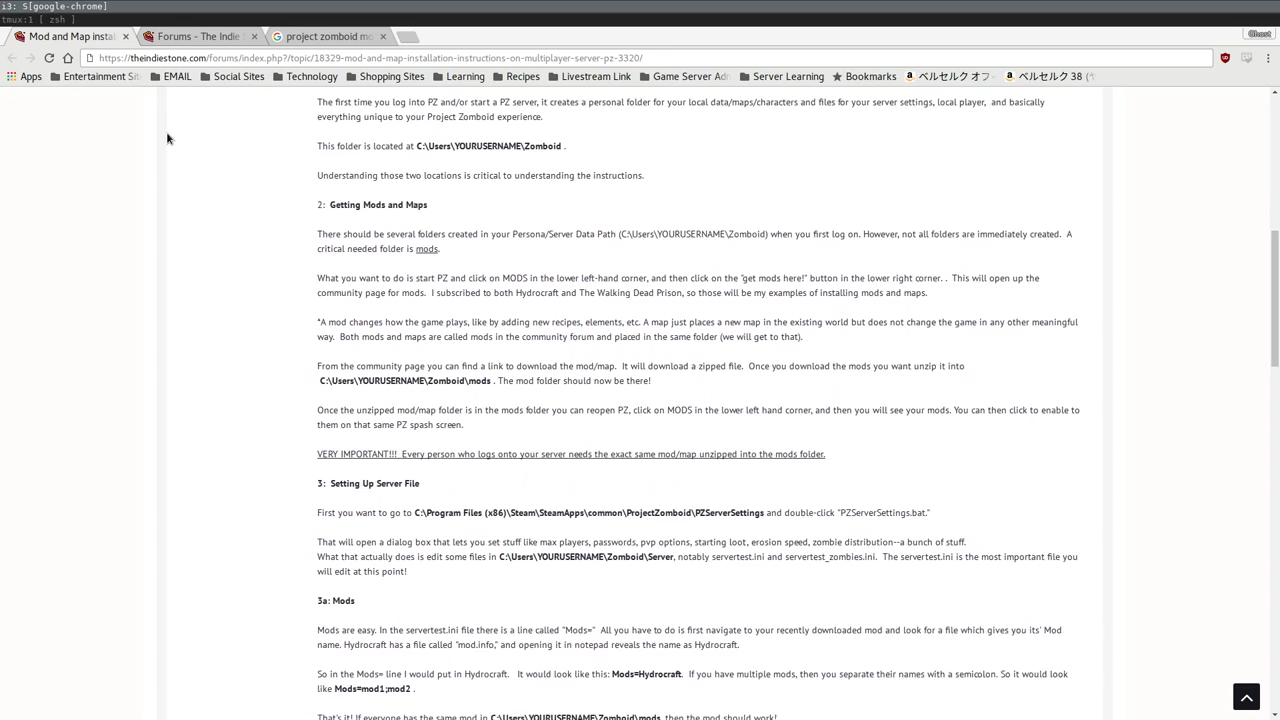 i3: S[google-chrome]
tmux:1 [ zsh ]
Mod and Map instal
Forums - The Indie S
project zomboid mo
Ghost
https://theindiestone.com/forums/index.php?/topic/18329-mod-and-map-installation-instructions-on-multiplayer-server-pz-3320/
Apps
Entertainment Sit
EMAIL
Social Sites
Technology
Shopping Sites
Learning
Recipes
Livestream Link
Game Server Adm
Server Learning
Bookmarks
ベルセルク オフ
ベルセルク 38 (ヤ
The first time you log into PZ and/or start a PZ server, it creates a personal folder for your local data/maps/characters and files for your server settings, local player,  and basically
everything unique to your Project Zomboid experience.
This folder is located at C:\Users\YOURUSERNAME\Zomboid .
Understanding those two locations is critical to understanding the instructions.
2:  Getting Mods and Maps
There should be several folders created in your Persona/Server Data Path (C:\Users\YOURUSERNAME\Zomboid) when you first log on. However, not all folders are immediately created.  A
critical needed folder is mods.
What you want to do is start PZ and click on MODS in the lower left-hand corner, and then click on the "get mods here!" button in the lower right corner. .  This will open up the
community page for mods.  I subscribed to both Hydrocraft and The Walking Dead Prison, so those will be my examples of installing mods and maps.
*A mod changes how the game plays, like by adding new recipes, elements, etc. A map just places a new map in the existing world but does not change the game in any other meaningful
way.  Both mods and maps are called mods in the community forum and placed in the same folder (we will get to that).
From the community page you can find a link to download the mod/map.  It will download a zipped file.  Once you download the mods you want unzip it into
C:\Users\YOURUSERNAME\Zomboid\mods . The mod folder should now be there!
Once the unzipped mod/map folder is in the mods folder you can reopen PZ, click on MODS in the lower left hand corner, and then you will see your mods. You can then click to enable to
them on that same PZ spash screen.
VERY IMPORTANT!!!  Every person who logs onto your server needs the exact same mod/map unzipped into the mods folder.
3:  Setting Up Server File
First you want to go to C:\Program Files (x86)\Steam\SteamApps\common\ProjectZomboid\PZServerSettings and double-click "PZServerSettings.bat."
That will open a dialog box that lets you set stuff like max players, passwords, pvp options, starting loot, erosion speed, zombie distribution--a bunch of stuff.
What that actually does is edit some files in C:\Users\YOURUSERNAME\Zomboid\Server, notably servertest.ini and servertest_zombies.ini.  The servertest.ini is the most important file you
will edit at this point!
3a: Mods
Mods are easy. In the servertest.ini file there is a line called "Mods="  All you have to do is first navigate to your recently downloaded mod and look for a file which gives you its' Mod
name. Hydrocraft has a file called "mod.info," and opening it in notepad reveals the name as Hydrocraft.
So in the Mods= line I would put in Hydrocraft.   It would look like this: Mods=Hydrocraft.  If you have multiple mods, then you separate their names with a semicolon. So it would look
like Mods=mod1;mod2 .
That's it! If everyone has the same mod in C:\Users\YOURUSERNAME\Zomboid\mods, then the mod should work!